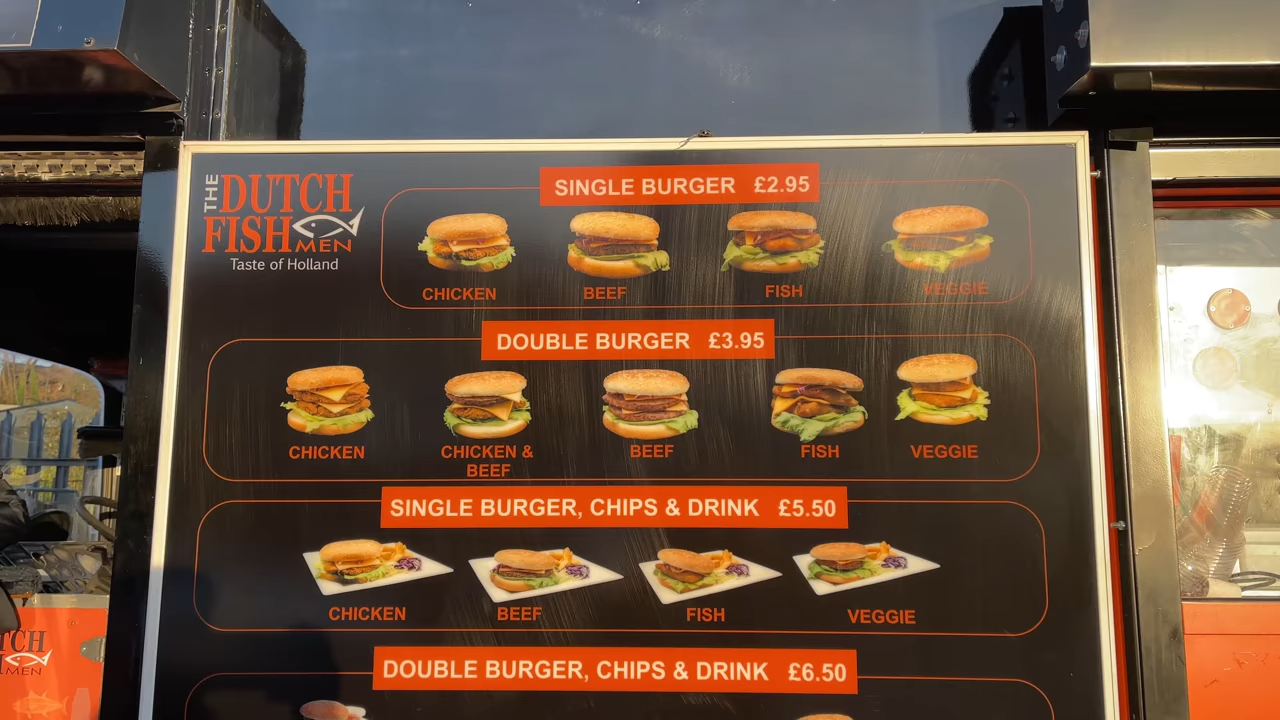 THE
DUTCH
FISH
MEN
Taste of Holland
SINGLE BURGER £2.95
CHICKEN BEEF FISH VEGGIE
DOUBLE BURGER £3.95
CHICKEN CHICKEN & BEEF FISH VEGGIE
BEEF
SINGLE BURGER, CHIPS & DRINK £5.50
CHICKEN BEEF FISH VEGGIE
DOUBLE BURGER, CHIPS & DRINK £6.50
TCH
MEN